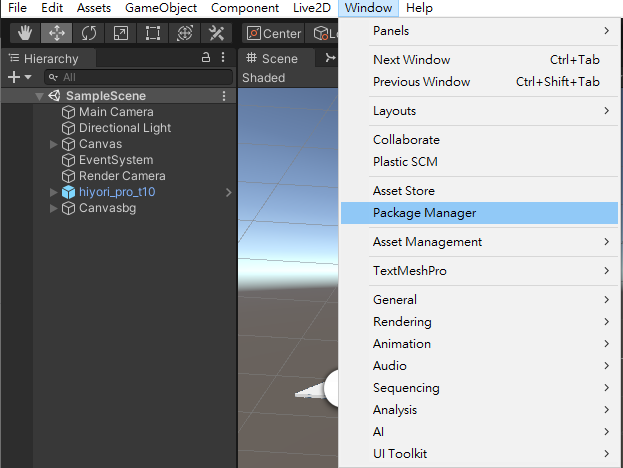 File Edit Assets GameObject Component Live2D Window Help
Center
Hierarchy
All
SampleScene
Main Camera
Directional Light
Canvas
EventSystem
Render Camera
hiyori_pro_t10
Canvasbg
Scene
Shaded
Panels
Next Window Ctrl+Tab
Previous Window Ctrl+Shift+Tab
Layouts
Collaborate
Plastic SCM
Asset Store
Package Manager
Asset Management
TextMeshPro
General
Rendering
Animation
Audio
Sequencing
Analysis
AI
UI Toolkit